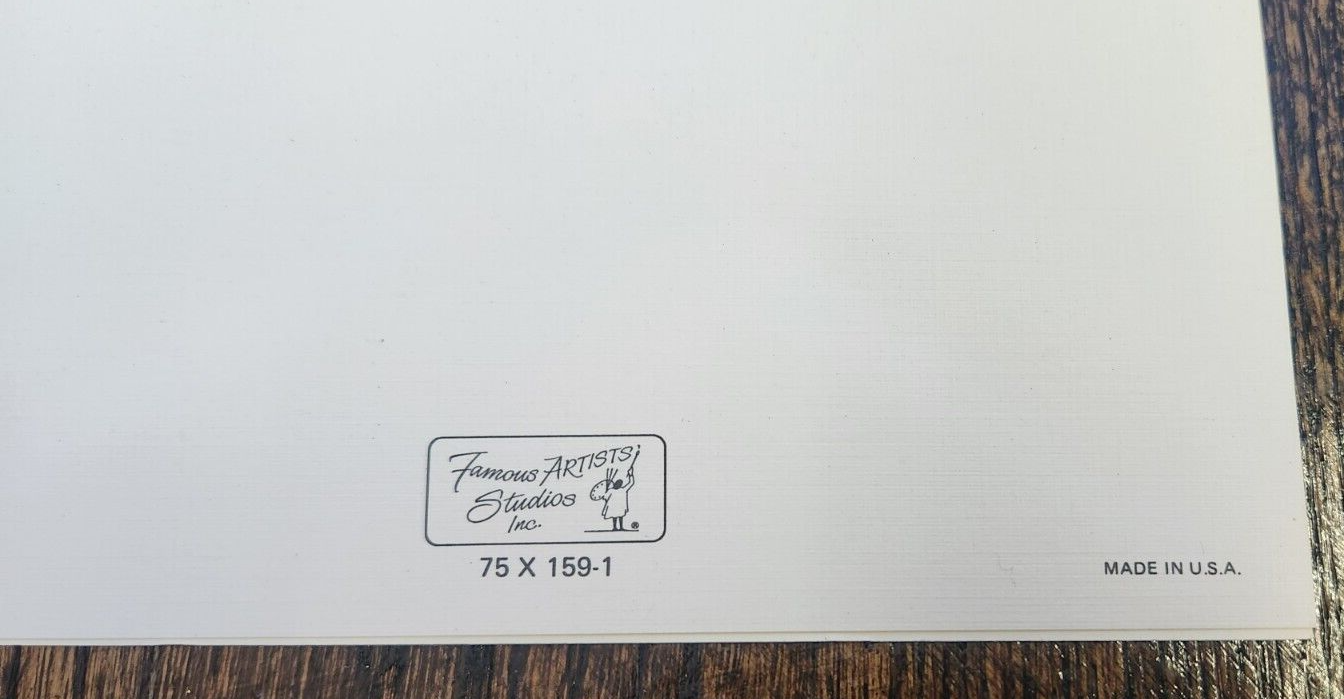 Famous ARTISTS
Studios
Inc.
®
75 X 159-1
MADE IN U.S.A.